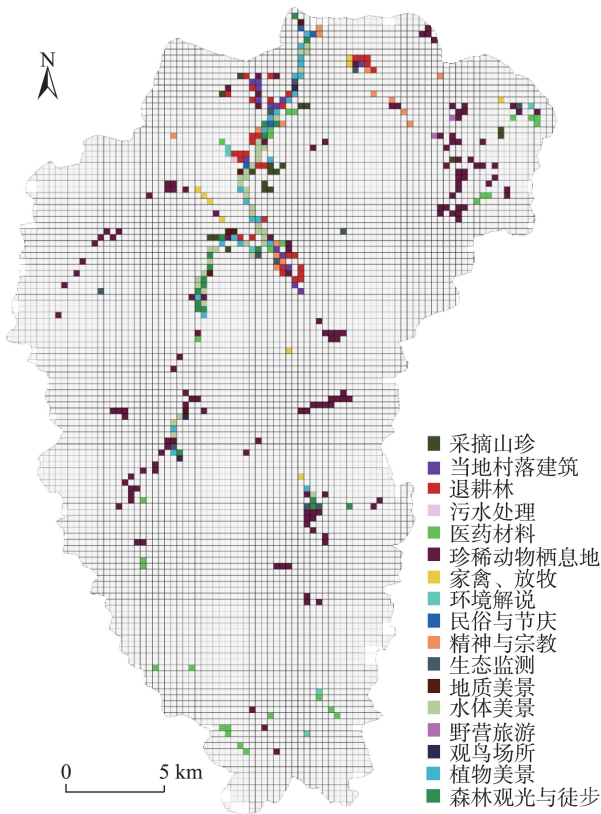 N
采摘山珍
当地村落建筑
退耕林
污水处理
医药材料
珍稀动物栖息地
家禽、放牧
环境解说
民俗与节庆
精神与宗教
生态监测
地质美景
水体美景
野营旅游
观鸟场所
植物美景
森林观光与徒步
0 5 km